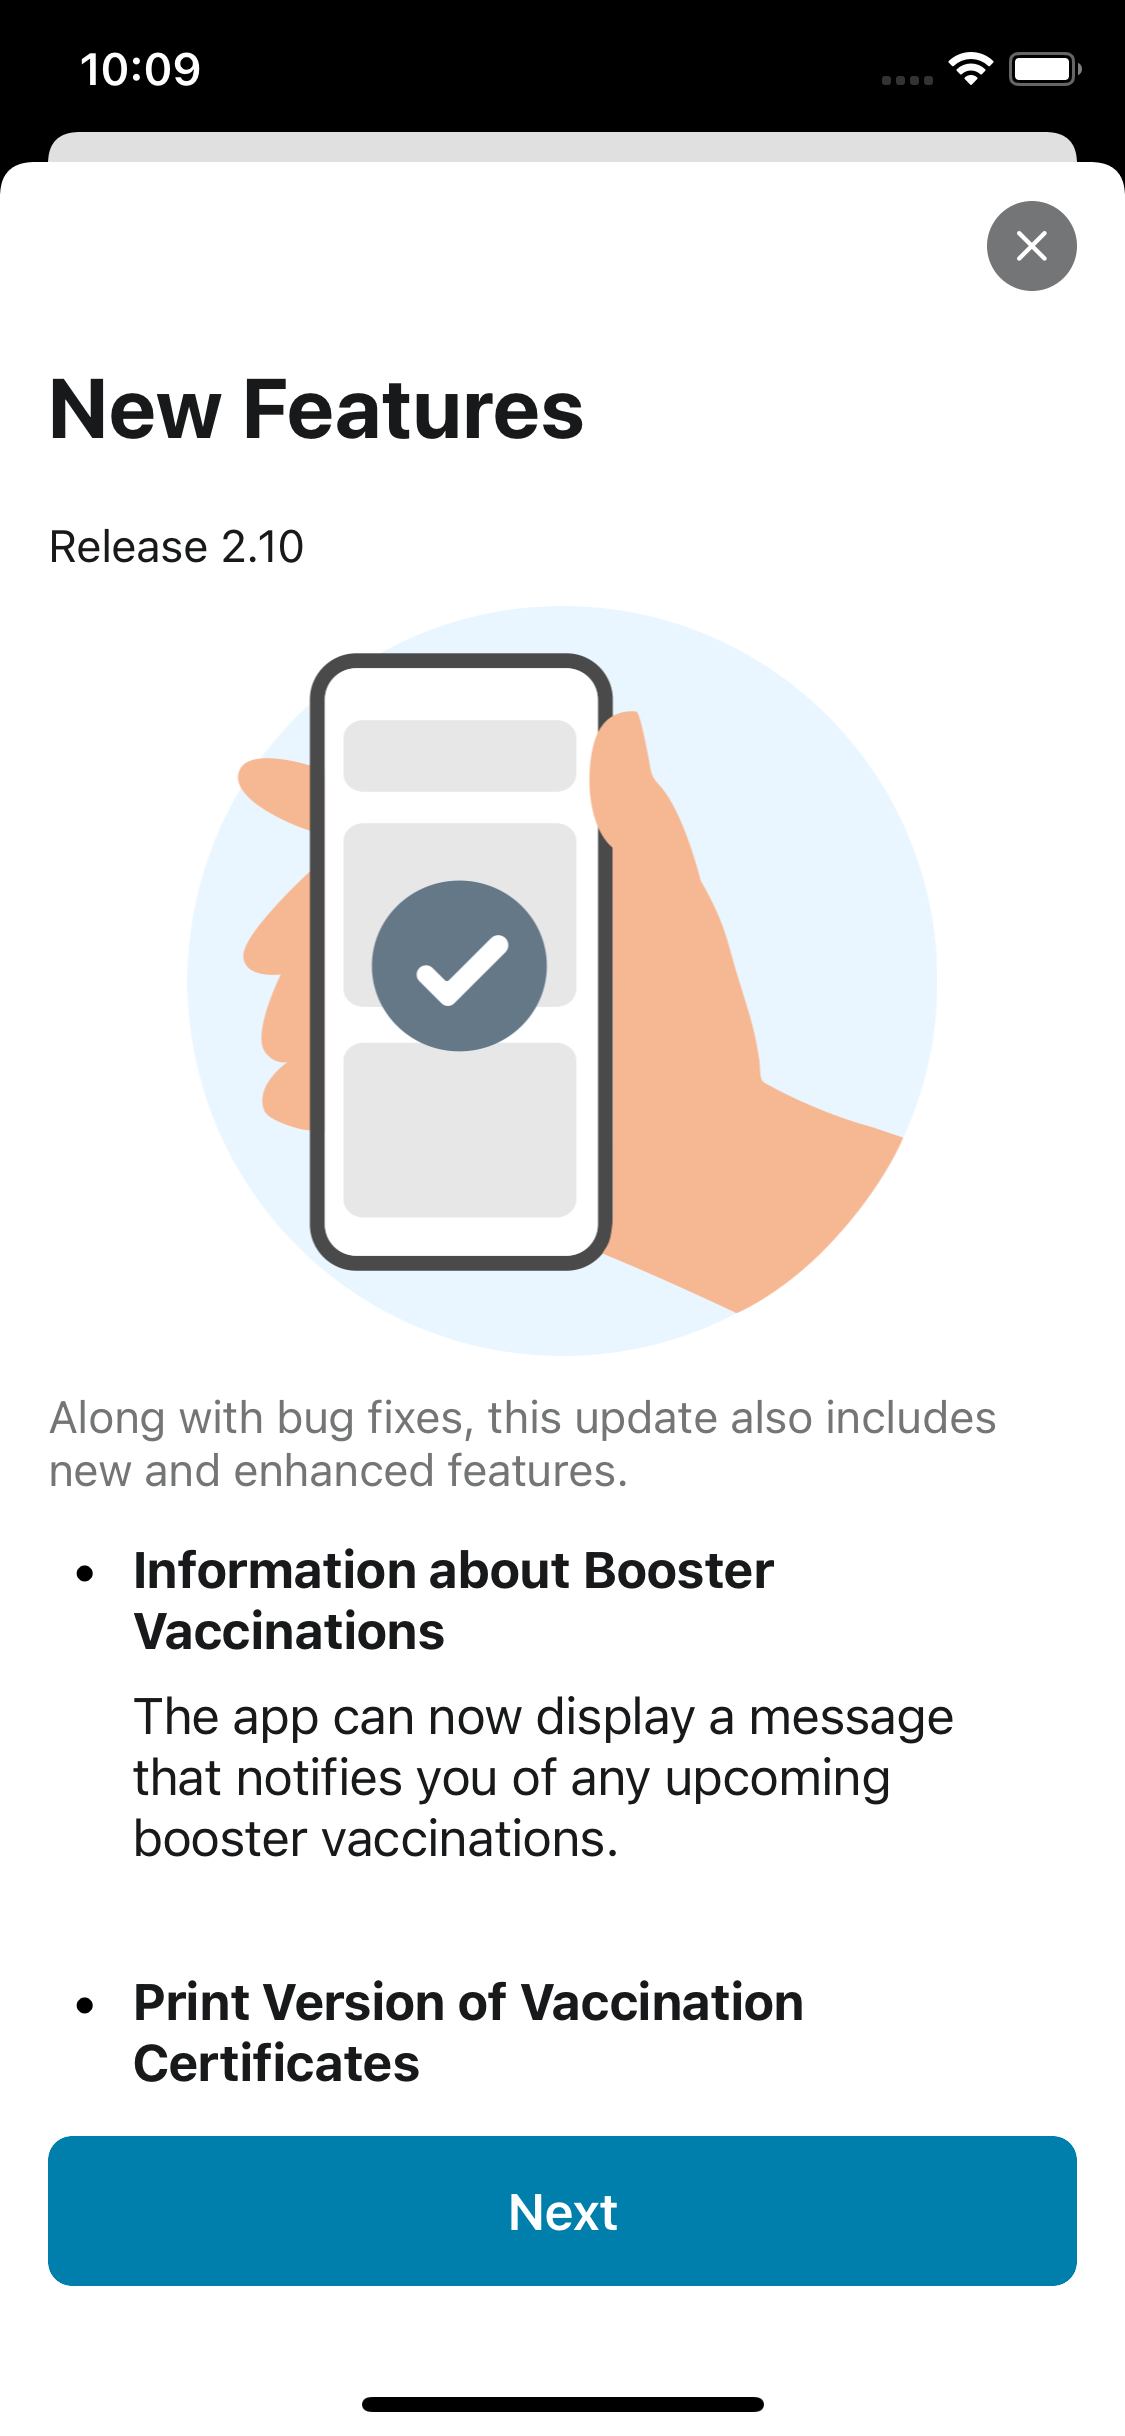 10:09
New Features
Release 2.10
Along with bug fixes, this update also includes
new and enhanced features.
• Information about Booster
Vaccinations
The app can now display a message
that notifies you of any upcoming
booster vaccinations.
• Print Version of Vaccination
Certificates
Next